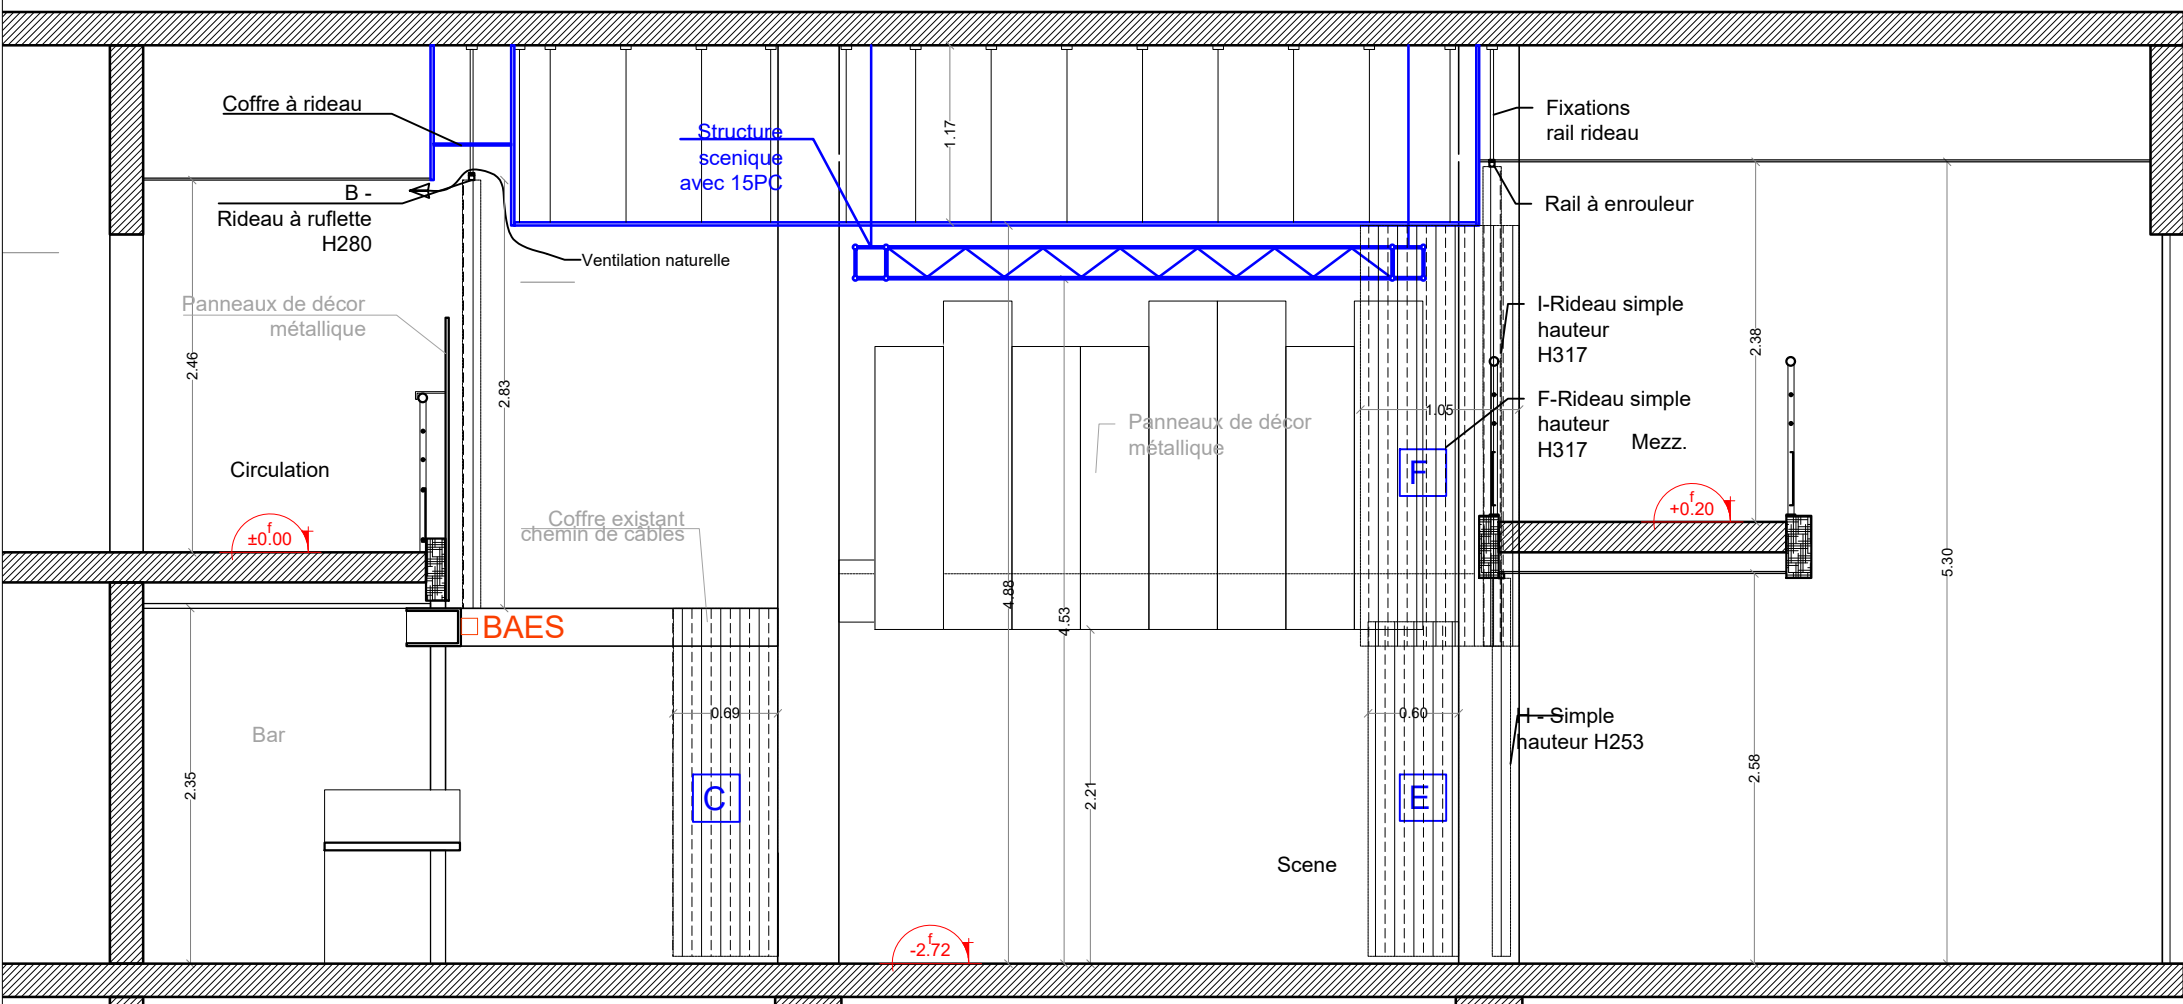 Coffre à rideau
B -
Rideau à ruflette
H280
Ventilation naturelle
Structure
scenique
avec 15PC
1.17
Fixations
rail rideau
Rail à enrouleur
Panneaux de décor
métallique
2.46
2.83
Circulation
f
±0.00
Coffre existant
chemin de câbles
Panneaux de décor
métallique
I-Rideau simple
hauteur
H317
F-Rideau simple
hauteur
H317
Mezz.
1.05
F
2.38
f
+0.20
5.30
4.88
4.53
BAES
0.69
0.60
H - Simple
hauteur H253
Bar
2.35
C
2.21
E
2.58
Scene
f
-2.72